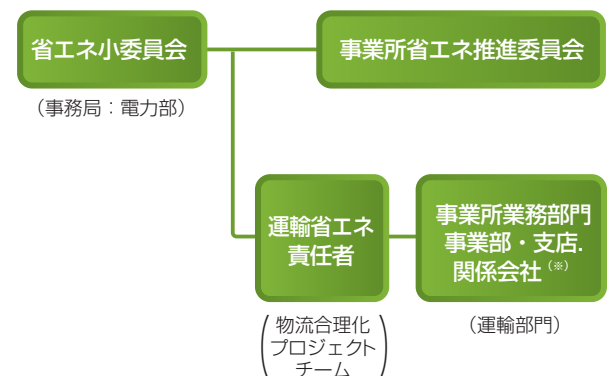 省エネ小委員会
事業所省エネ推進委員会
（事務局：電力部）
運輸省エネ
責任者
事業所業務部門
事業部・支店.
関係会社（※）
（物流合理化
プロジェクト
チーム）
（運輸部門）